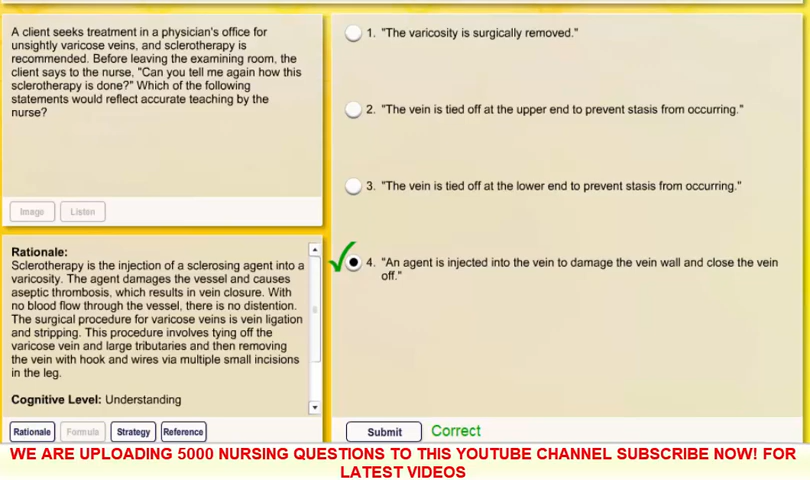 A client seeks treatment in a physician's office for
unsightly varicose veins, and sclerotherapy is
recommended. Before leaving the examining room, the
client says to the nurse, "Can you tell me again how this
sclerotherapy is done?" Which of the following
statements would reflect accurate teaching by the
nurse?
Image Listen
Rationale:
Sclerotherapy is the injection of a sclerosing agent into a
varicosity. The agent damages the vessel and causes
aseptic thrombosis, which results in vein closure. With
no blood flow through the vessel, there is no distention.
The surgical procedure for varicose veins is vein ligation
and stripping. This procedure involves tying off the
varicose vein and large tributaries and then removing
the vein with hook and wires via multiple small incisions
in the leg.
Cognitive Level: Understanding
Rationale Formula Strategy Reference
1. "The varicosity is surgically removed."
2. "The vein is tied off at the upper end to prevent stasis from occurring."
3. "The vein is tied off at the lower end to prevent stasis from occurring."
4. "An agent is injected into the vein to damage the vein wall and close the vein
off."
Submit Correct
WE ARE UPLOADING 5000 NURSING QUESTIONS TO THIS YOUTUBE CHANNEL SUBSCRIBE NOW! FOR
LATEST VIDEOS